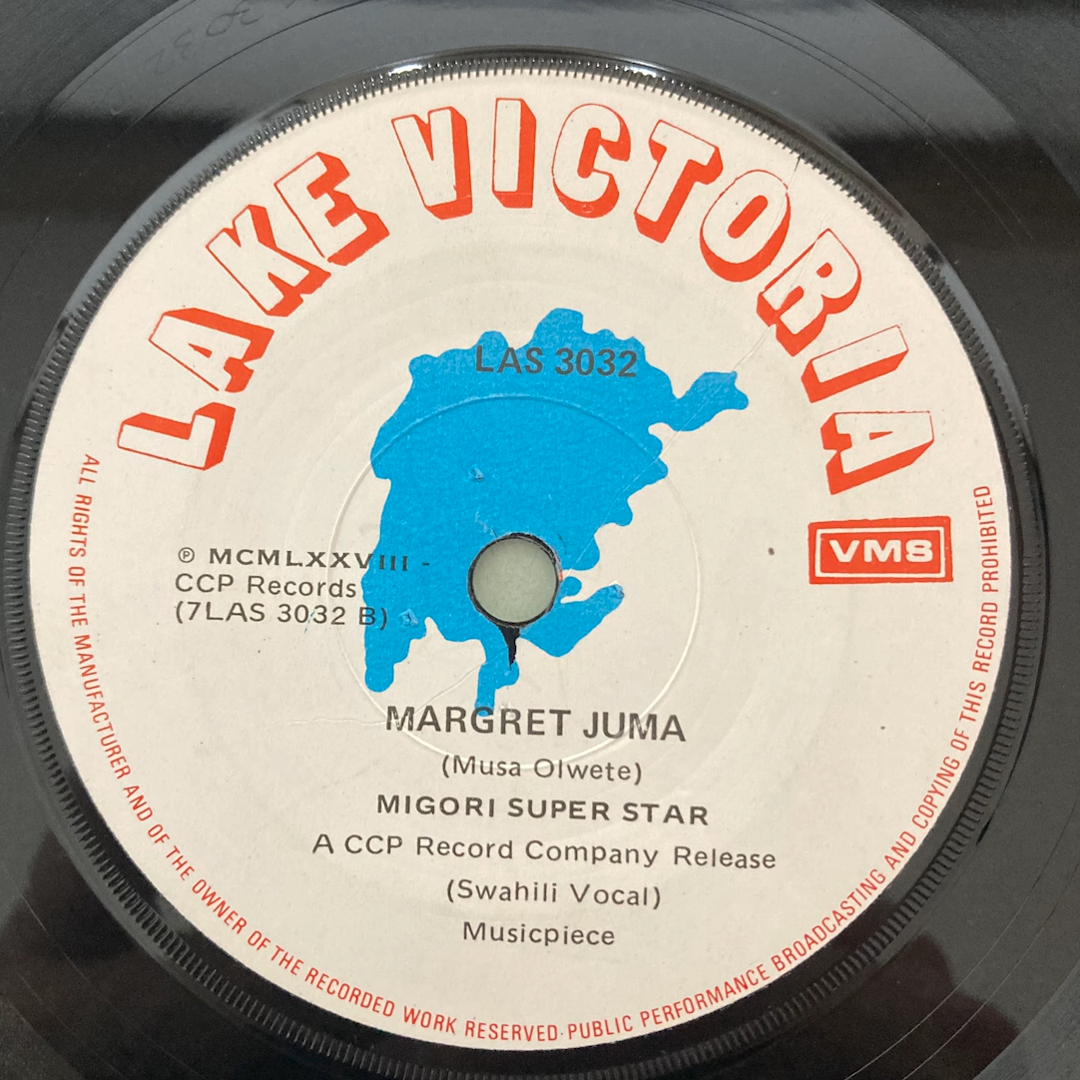 LAKE VICTORIA
LAS 3032
VMS
Ⓟ MCMLXXVIII -
CCP Records
(7LAS 3032 B)
MARGRET JUMA
(Musa Olwete)
MIGORI SUPER STAR
A CCP Record Company Release
(Swahili Vocal)
Musicpiece
ALL RIGHTS OF THE MANUFACTURER AND OF THE OWNER OF THE RECORDED WORK RESERVED·PUBLIC PERFORMANCE BROADCASTING AND COPYING OF THIS RECORD PROHIBITED